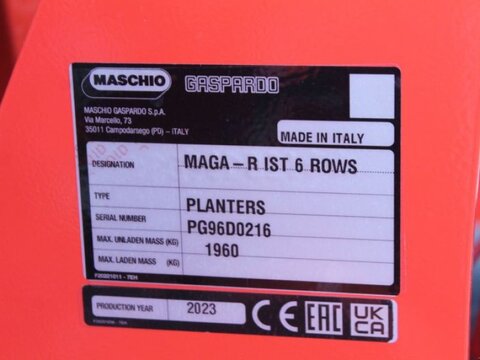 MASCHIO GASPARDO
MASCHIO GASPARDO S.p.A.
Via Marcello, 73
35011 Campodarsego (PD) - ITALY
MADE IN ITALY
DESIGNATION MAGA - R IST 6 ROWS
TYPE PLANTERS
SERIAL NUMBER PG96D0216
MAX. UNLADEN MASS (KG) 1960
MAX. LADEN MASS (KG)
F20221011 - 7EH
PRODUCTION YEAR 2023 CE EAC UK CA